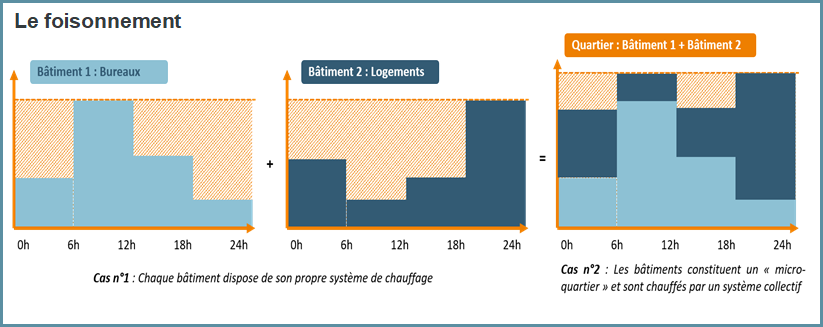 Le foisonnement
Quartier : Bâtiment 1 + Bâtiment 2
Bâtiment 1 : Bureaux
Bâtiment 2 : Logements
+
=
0h 6h 12h 18h 24h
0h 6h 12h 18h 24h
0h 6h 12h 18h 24h
Cas n°1 : Chaque bâtiment dispose de son propre système de chauffage
Cas n°2 : Les bâtiments constituent un « micro-
quartier » et sont chauffés par un système collectif